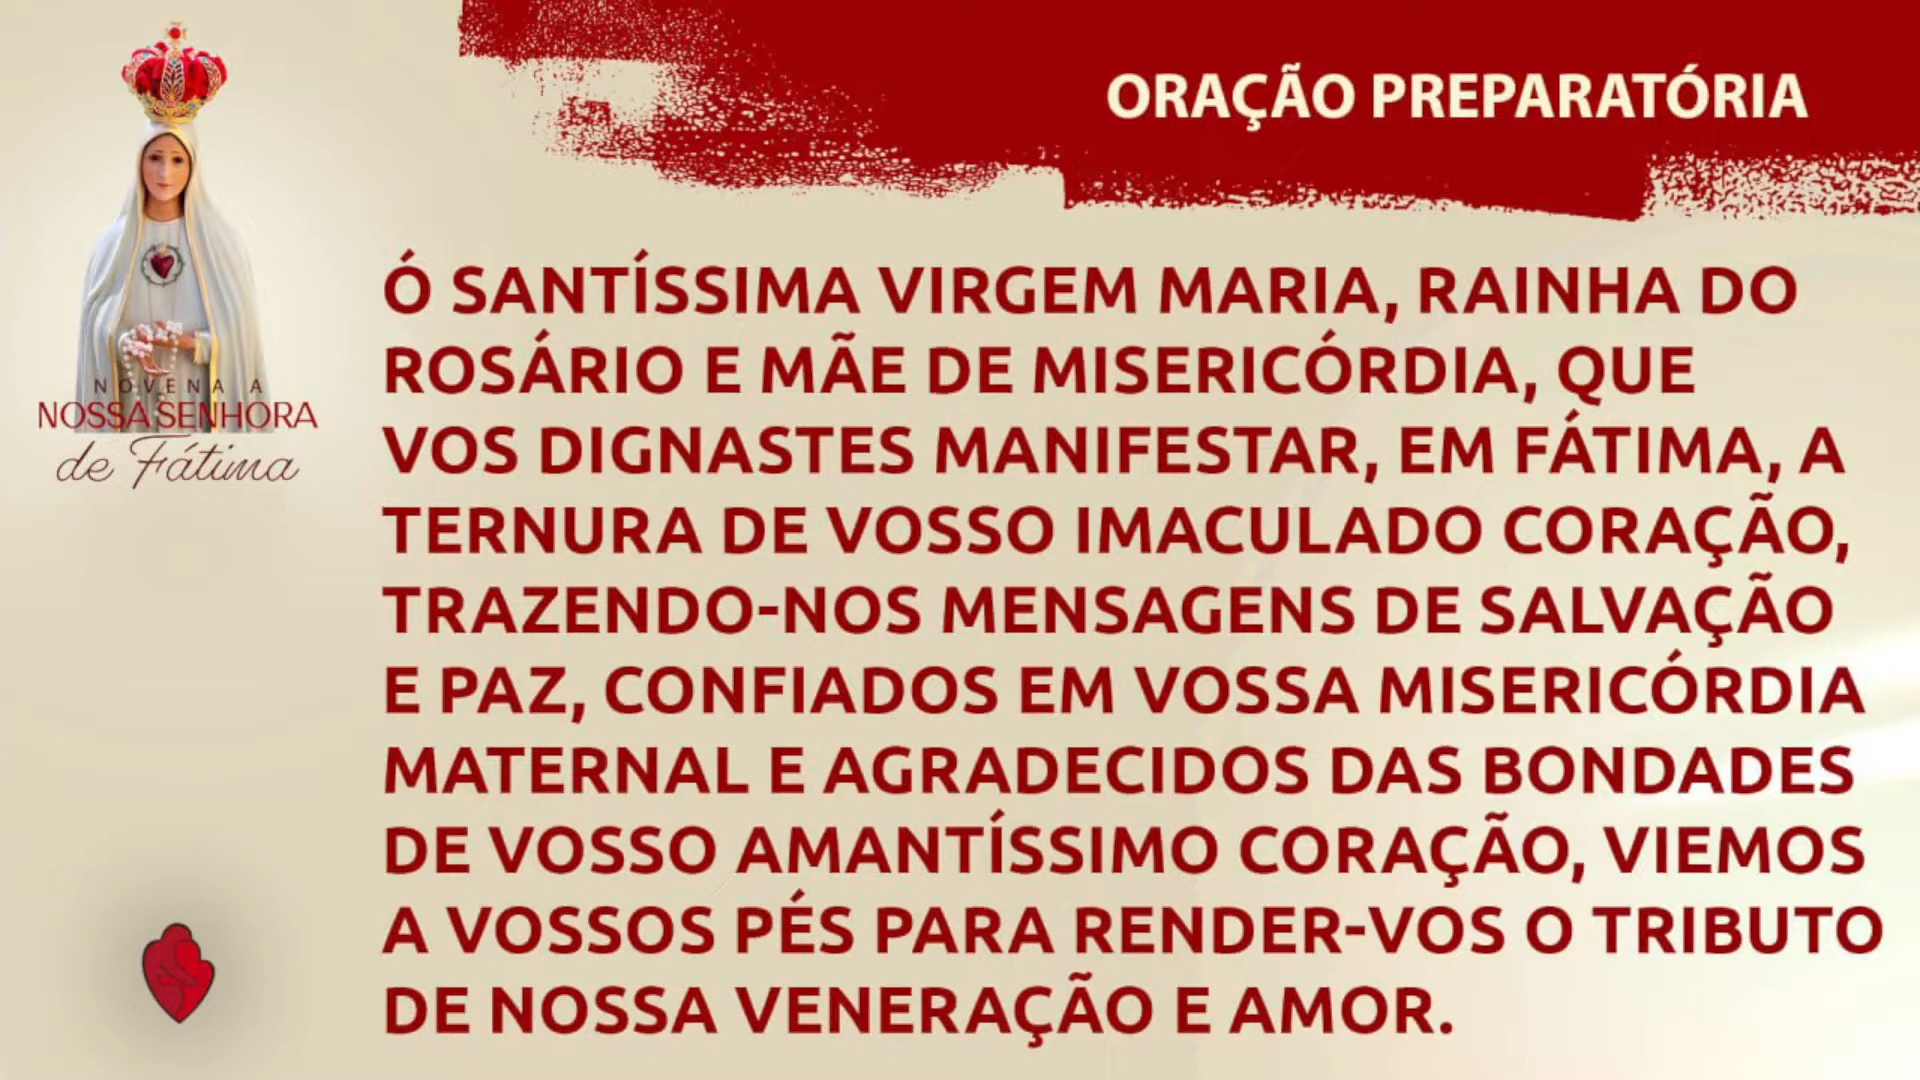 ORAÇÃO PREPARATÓRIA
NOVENA A
NOSSA SENHORA
de Fátima
Ó SANTÍSSIMA VIRGEM MARIA, RAINHA DO
ROSÁRIO E MÃE DE MISERICÓRDIA, QUE
VOS DIGNASTES MANIFESTAR, EM FÁTIMA, A
TERNURA DE VOSSO IMACULADO CORAÇÃO,
TRAZENDO-NOS MENSAGENS DE SALVAÇÃO
E PAZ, CONFIADOS EM VOSSA MISERICÓRDIA
MATERNAL E AGRADECIDOS DAS BONDADES
DE VOSSO AMANTÍSSIMO CORAÇÃO, VIEMOS
A VOSSOS PÉS PARA RENDER-VOS O TRIBUTO
DE NOSSA VENERAÇÃO E AMOR.